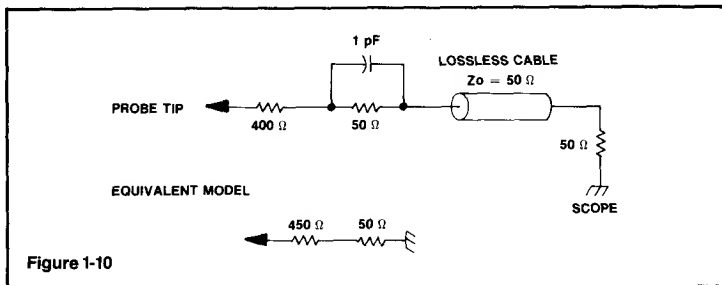 1 pF
LOSSLESS CABLE
Zo = 50 Ω
PROBE TIP
400 Ω
50 Ω
50 Ω
SCOPE
EQUIVALENT MODEL
450 Ω
50 Ω
Figure 1-10